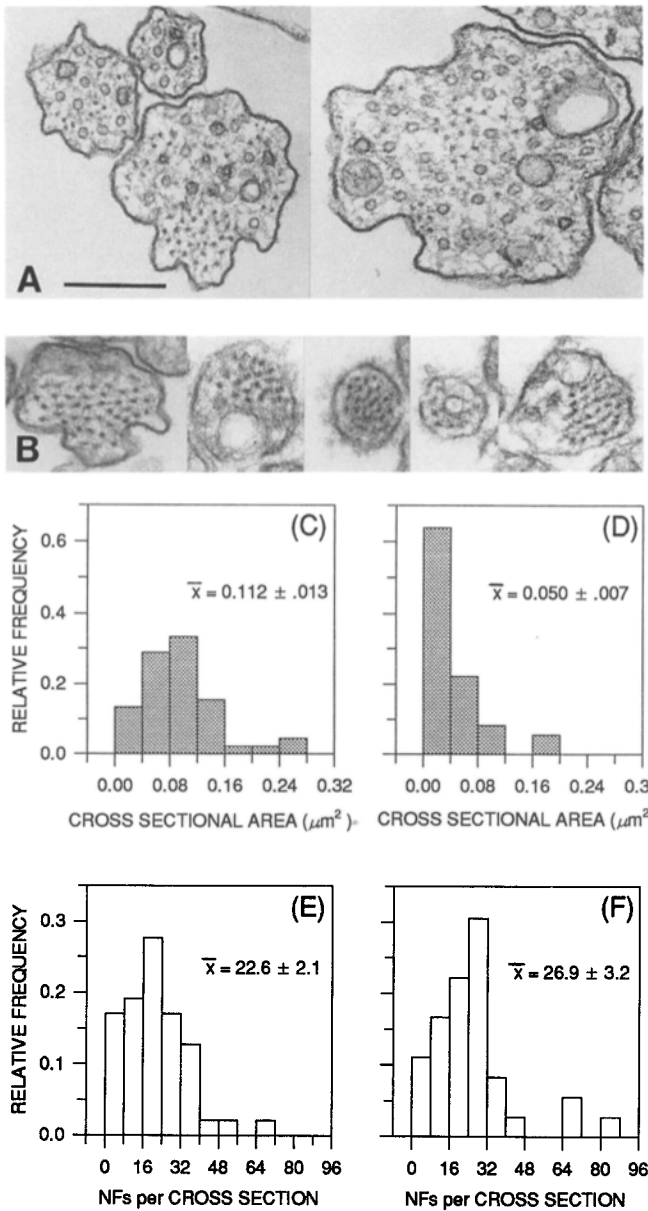 A
B
(C)
(D)
RELATIVE FREQUENCY
0.6
0.4
0.2
0.0
x̄ = 0.112 ± .013
x̄ = 0.050 ± .007
0.00 0.08 0.16 0.24 0.32
0.00 0.08 0.16 0.24 0.3
CROSS SECTIONAL AREA (μm²)
CROSS SECTIONAL AREA (μm²)
(E)
(F)
RELATIVE FREQUENCY
0.3
0.2
0.1
0.0
x̄ = 22.6 ± 2.1
x̄ = 26.9 ± 3.2
0 16 32 48 64 80 96
0 16 32 48 64 80 96
NFs per CROSS SECTION
NFs per CROSS SECTION